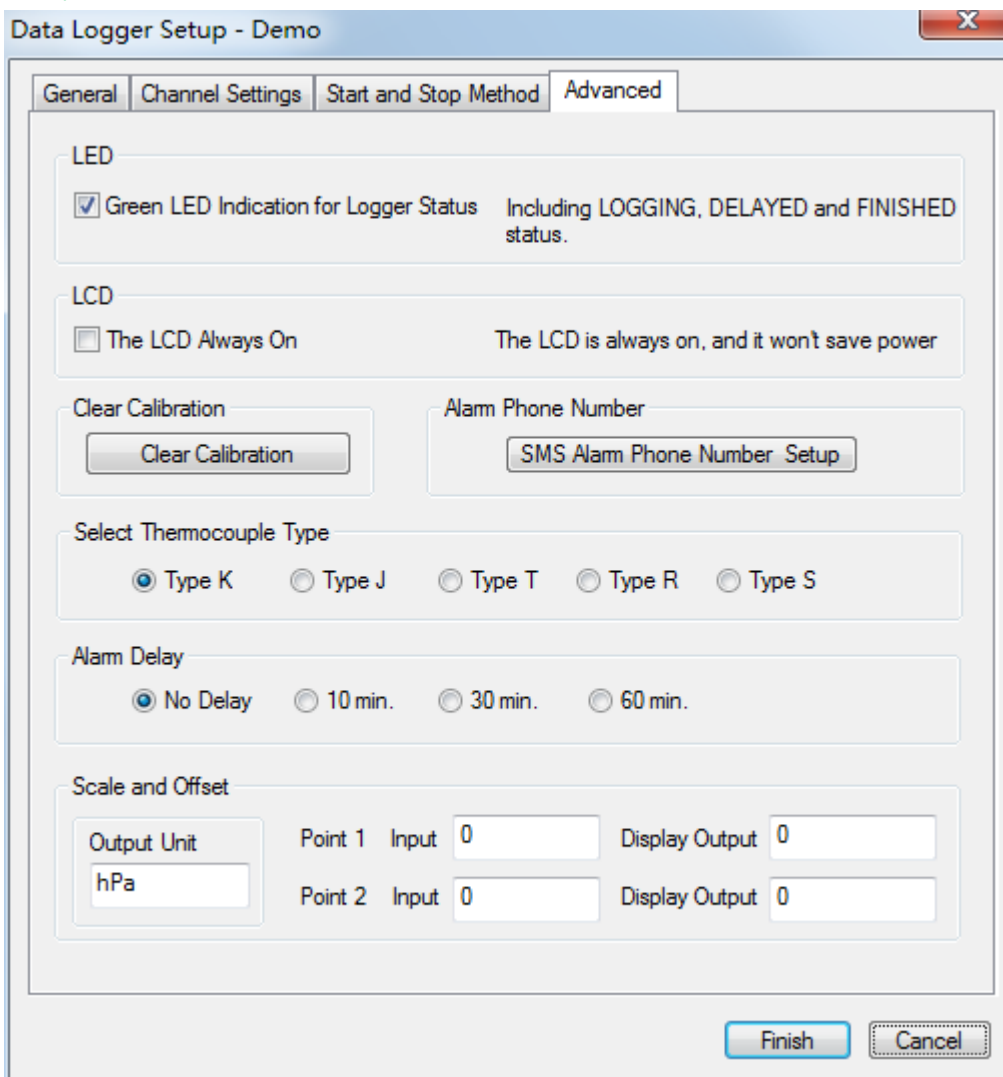 Data Logger Setup - Demo
General Channel Settings Start and Stop Method Advanced
LED
Green LED Indication for Logger Status Including LOGGING, DELAYED and FINISHED
status.
LCD
The LCD Always On The LCD is always on, and it won't save power
Clear Calibration Alarm Phone Number
Clear Calibration SMS Alarm Phone Number Setup
Select Thermocouple Type
Type K Type J Type T Type R Type S
Alarm Delay
No Delay 10 min. 30 min. 60 min.
Scale and Offset
Output Unit Point 1 Input 0 Display Output 0
hPa
Point 2 Input 0 Display Output 0
Finish Cancel